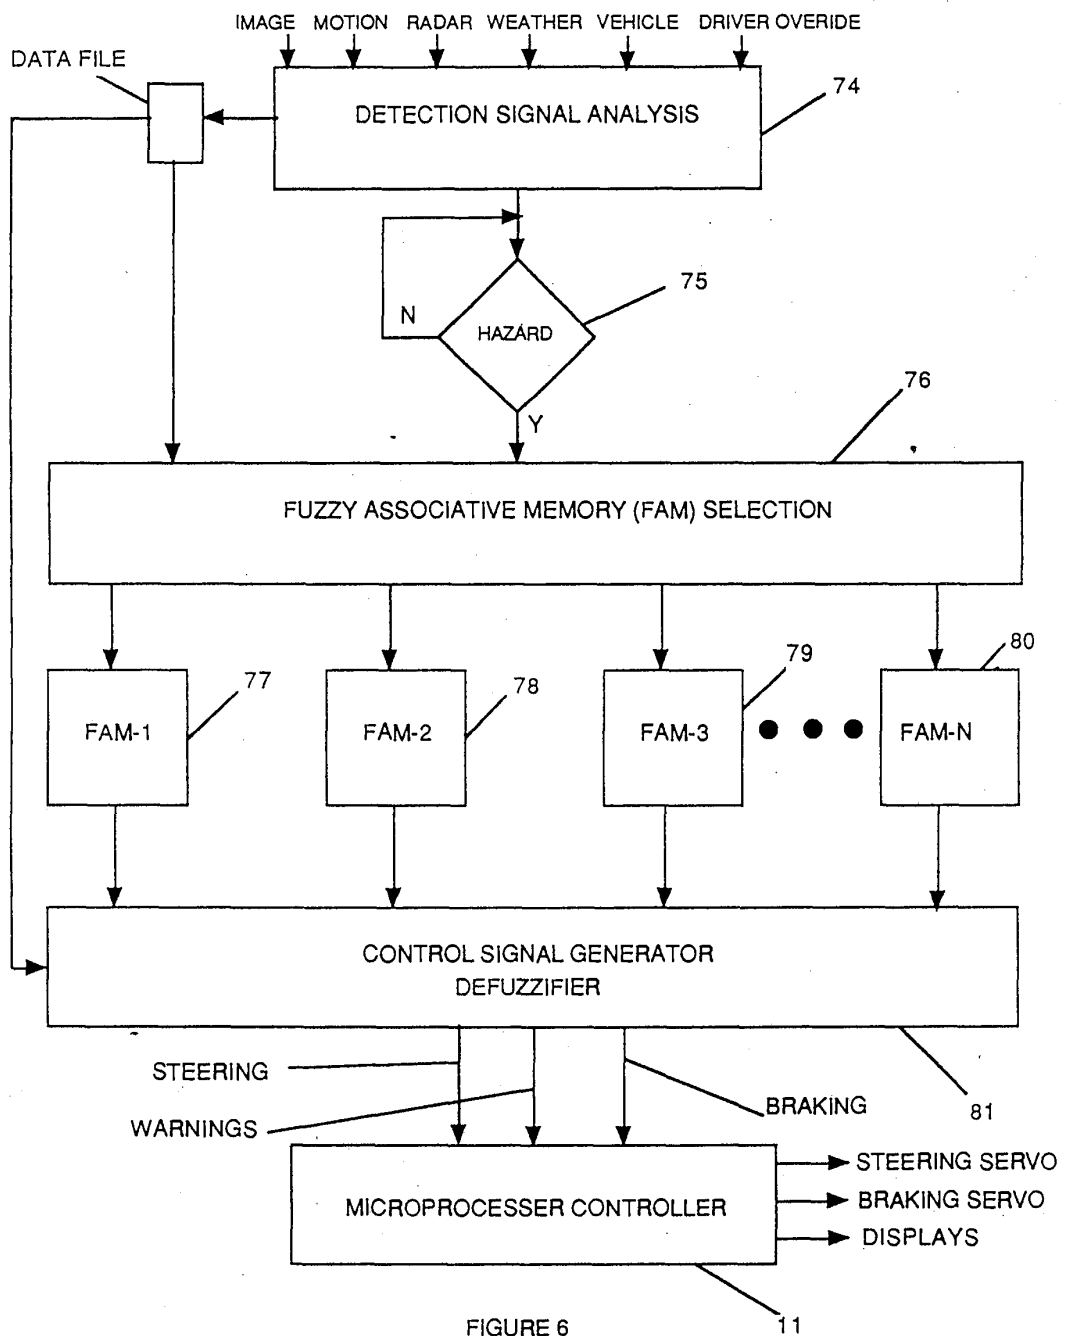 IMAGE MOTION RADAR WEATHER VEHICLE DRIVER OVERIDE
DATA FILE
74
DETECTION SIGNAL ANALYSIS
75
N
HAZARD
76
Y
FUZZY ASSOCIATIVE MEMORY (FAM) SELECTION
77
78
79
80
FAM-1
FAM-2
FAM-3
FAM-N
CONTROL SIGNAL GENERATOR
DEFUZZIFIER
STEERING
WARNINGS
BRAKING
81
MICROPROCESSER CONTROLLER
STEERING SERVO
BRAKING SERVO
DISPLAYS
11
FIGURE 6